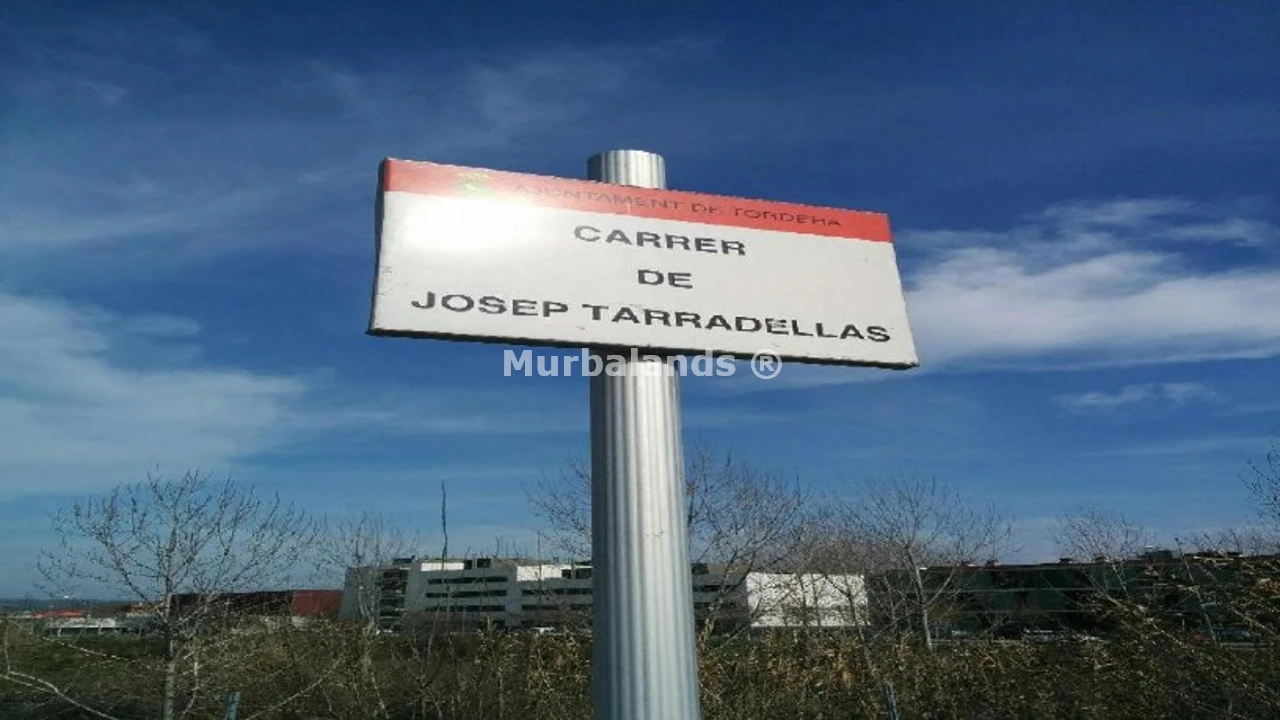 AJUNTAMENT DE TORDERA
CARRER
DE
JOSEP TARRADELLAS
Murbalands ®